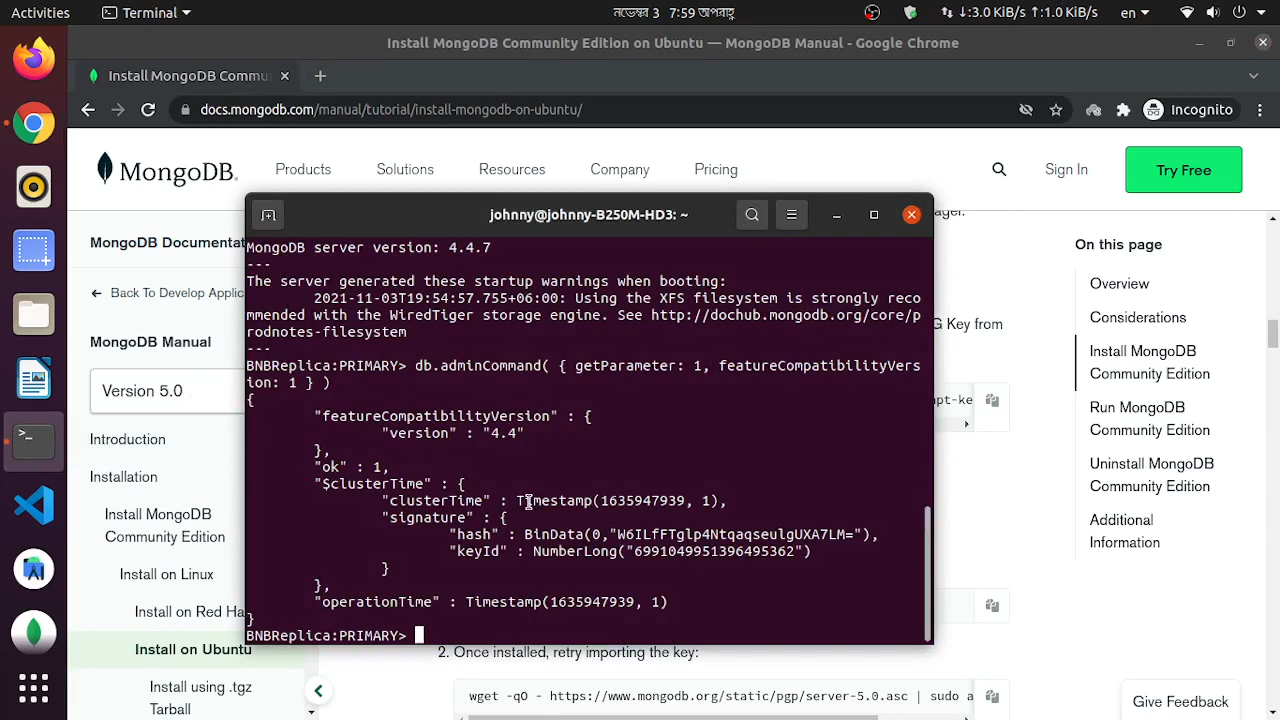 Activities
Terminal
নভেম্বর 3 7:59 অপরাহ্ণ
↓:3.0 KiB/s ↑:1.0 KiB/s
en
Install MongoDB Community Edition on Ubuntu — MongoDB Manual - Google Chrome
Install MongoDB Commu
docs.mongodb.com/manual/tutorial/install-mongodb-on-ubuntu/
Incognito
MongoDB.
Products
Solutions
Resources
Company
Pricing
Sign In
Try Free
MongoDB Documentat
← Back To Develop Applic
MongoDB Manual
Version 5.0
Introduction
Installation
Install MongoDB
Community Edition
Install on Linux
Install on Red Ha
Install on Ubuntu
Install using .tgz
Tarball
johnny@johnny-B250M-HD3: ~
MongoDB server version: 4.4.7
---
The server generated these startup warnings when booting:
2021-11-03T19:54:57.755+06:00: Using the XFS filesystem is strongly reco
mmended with the WiredTiger storage engine. See http://dochub.mongodb.org/core/p
rodnotes-filesystem
---
BNBReplica:PRIMARY> db.adminCommand( { getParameter: 1, featureCompatibilityVers
ion: 1 } )
{
"featureCompatibilityVersion" : {
"version" : "4.4"
},
"ok" : 1,
"$clusterTime" : {
"clusterTime" : Timestamp(1635947939, 1),
"signature" : {
"hash" : BinData(0,"W6ILfFTglp4NtqaqseulgUXA7LM="),
"keyId" : NumberLong("6991049951386495362")
}
},
"operationTime" : Timestamp(1635947939, 1)
}
BNBReplica:PRIMARY>
ager.
G Key from
pt-ke
2. Once installed, retry importing the key:
wget -qO - https://www.mongodb.org/static/pgp/server-5.0.asc | sudo a
On this page
Overview
Considerations
Install MongoDB
Community Edition
Run MongoDB
Community Edition
Uninstall MongoDB
Community Edition
Additional
Information
Give Feedback